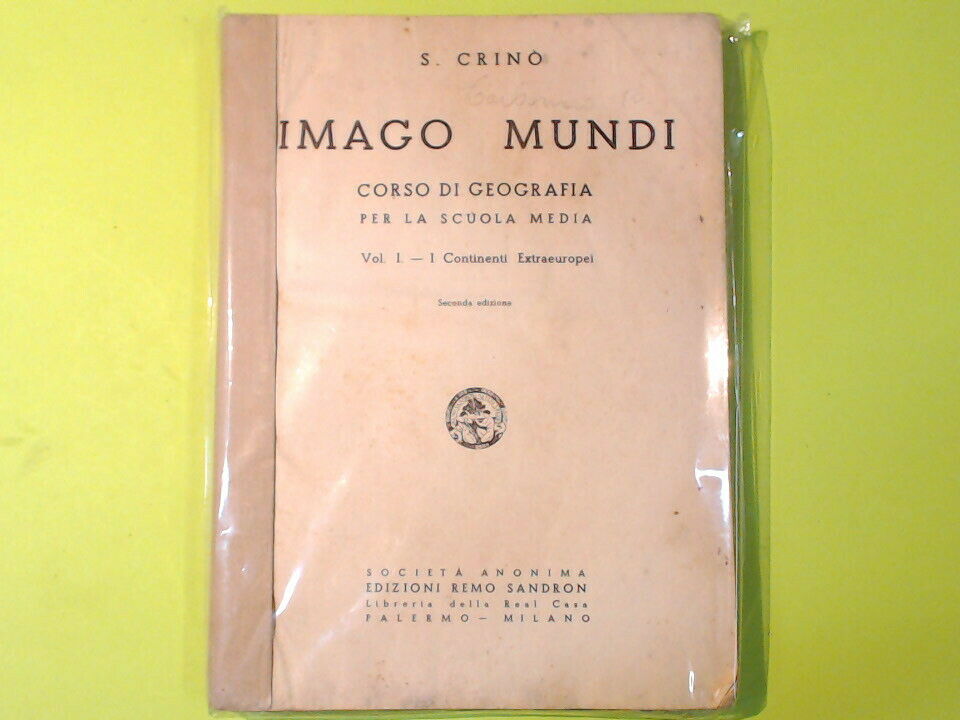 S. CRINÒ
IMAGO MUNDI
CORSO DI GEOGRAFIA
PER LA SCUOLA MEDIA
Vol. I. — I Continenti Extraeuropei
Seconda edizione
SOCIETÀ ANONIMA
EDIZIONI REMO SANDRON
Libreria della Real Casa
PALERMO — MILANO